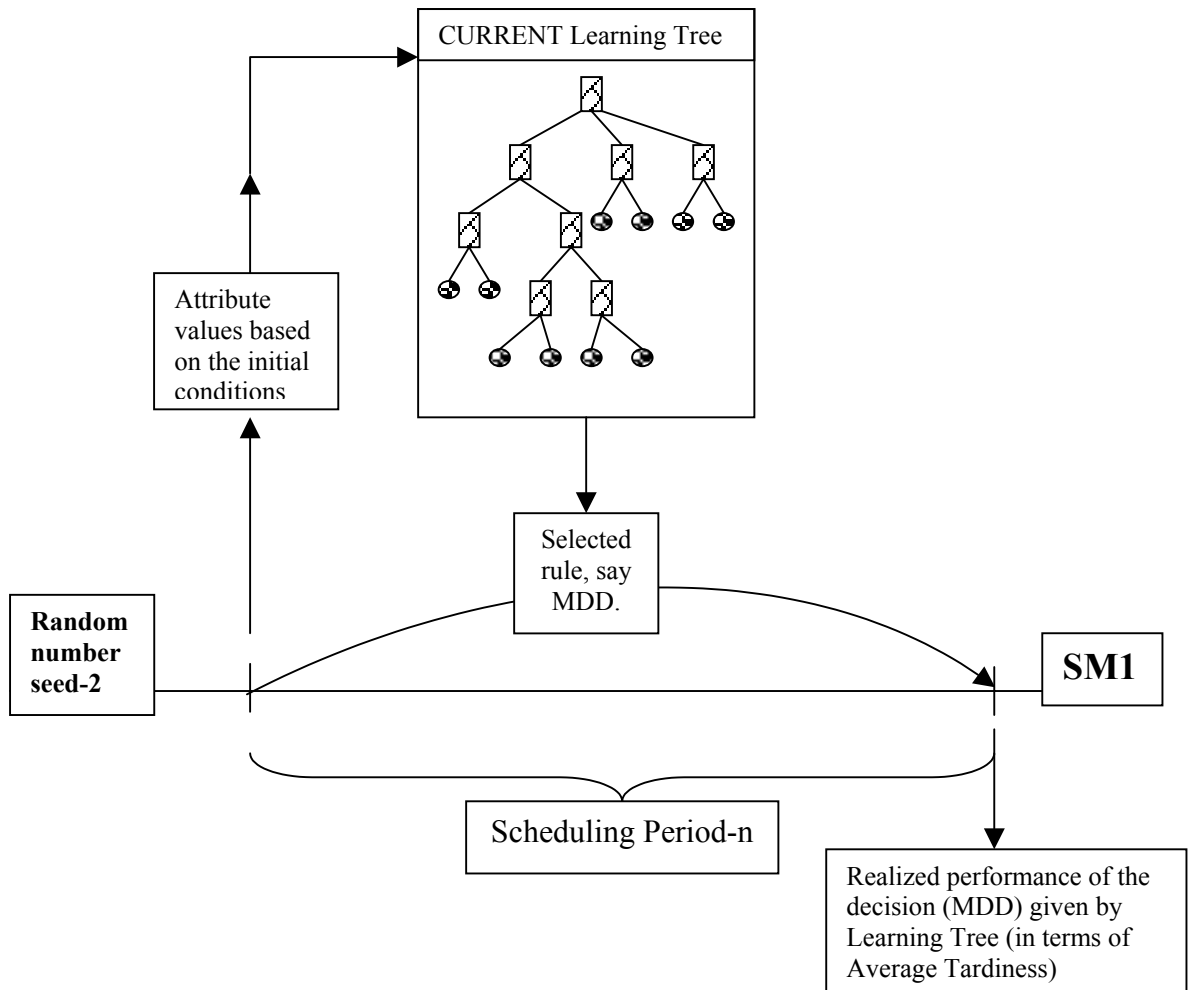 CURRENT Learning Tree
Attribute
values based
on the initial
conditions
Selected
rule, say
MDD.
Random
number
seed-2
SM1
Scheduling Period-n
Realized performance of the
decision (MDD) given by
Learning Tree (in terms of
Average Tardiness)